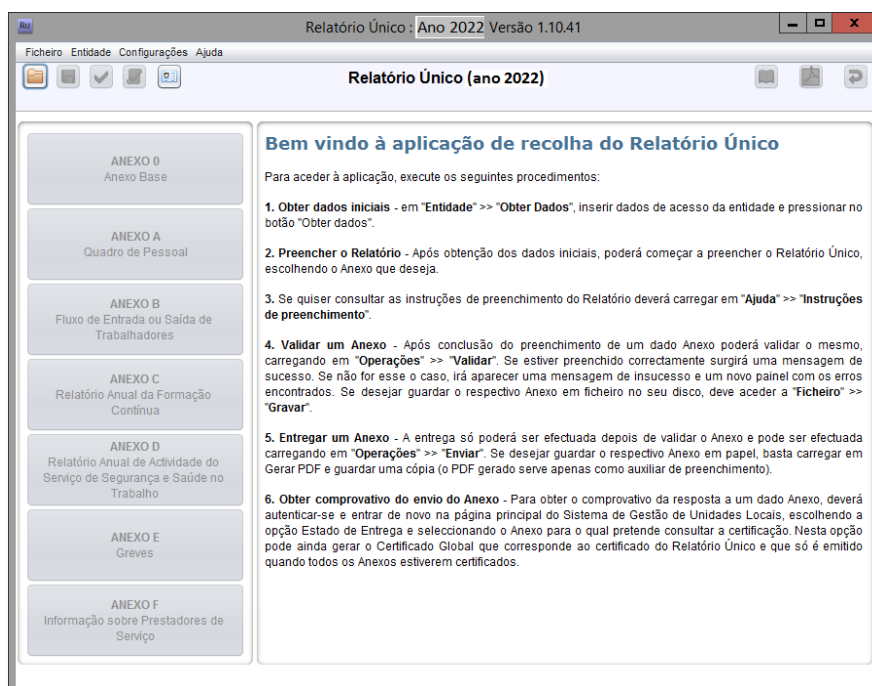 Ru
Relatório Único : Ano 2022 Versão 1.10.41
Ficheiro Entidade Configurações Ajuda
Relatório Único (ano 2022)
ANEXO 0
Anexo Base
ANEXO A
Quadro de Pessoal
ANEXO B
Fluxo de Entrada ou Saída de
Trabalhadores
ANEXO C
Relatório Anual da Formação
Contínua
ANEXO D
Relatório Anual de Actividade do
Serviço de Segurança e Saúde no
Trabalho
ANEXO E
Greves
ANEXO F
Informação sobre Prestadores de
Serviço
Bem vindo à aplicação de recolha do Relatório Único
Para aceder à aplicação, execute os seguintes procedimentos:
1. Obter dados iniciais - em "Entidade" >> "Obter Dados", inserir dados de acesso da entidade e pressionar no
botão "Obter dados".
2. Preencher o Relatório - Após obtenção dos dados iniciais, poderá começar a preencher o Relatório Único,
escolhendo o Anexo que deseja.
3. Se quiser consultar as instruções de preenchimento do Relatório deverá carregar em "Ajuda" >> "Instruções
de preenchimento".
4. Validar um Anexo - Após conclusão do preenchimento de um dado Anexo poderá validar o mesmo,
carregando em "Operações" >> "Validar". Se estiver preenchido correctamente surgirá uma mensagem de
sucesso. Se não for esse o caso, irá aparecer uma mensagem de insucesso e um novo painel com os erros
encontrados. Se desejar guardar o respectivo Anexo em ficheiro no seu disco, deve aceder a "Ficheiro" >>
"Gravar".
5. Entregar um Anexo - A entrega só poderá ser efectuada depois de validar o Anexo e pode ser efectuada
carregando em "Operações" >> "Enviar". Se desejar guardar o respectivo Anexo em papel, basta carregar em
Gerar PDF e guardar uma cópia (o PDF gerado serve apenas como auxiliar de preenchimento).
6. Obter comprovativo do envio do Anexo - Para obter o comprovativo da resposta a um dado Anexo, deverá
autenticar-se e entrar de novo na página principal do Sistema de Gestão de Unidades Locais, escolhendo a
opção Estado de Entrega e seleccionando o Anexo para o qual pretende consultar a certificação. Nesta opção
pode ainda gerar o Certificado Global que corresponde ao certificado do Relatório Único e que só é emitido
quando todos os Anexos estiverem certificados.